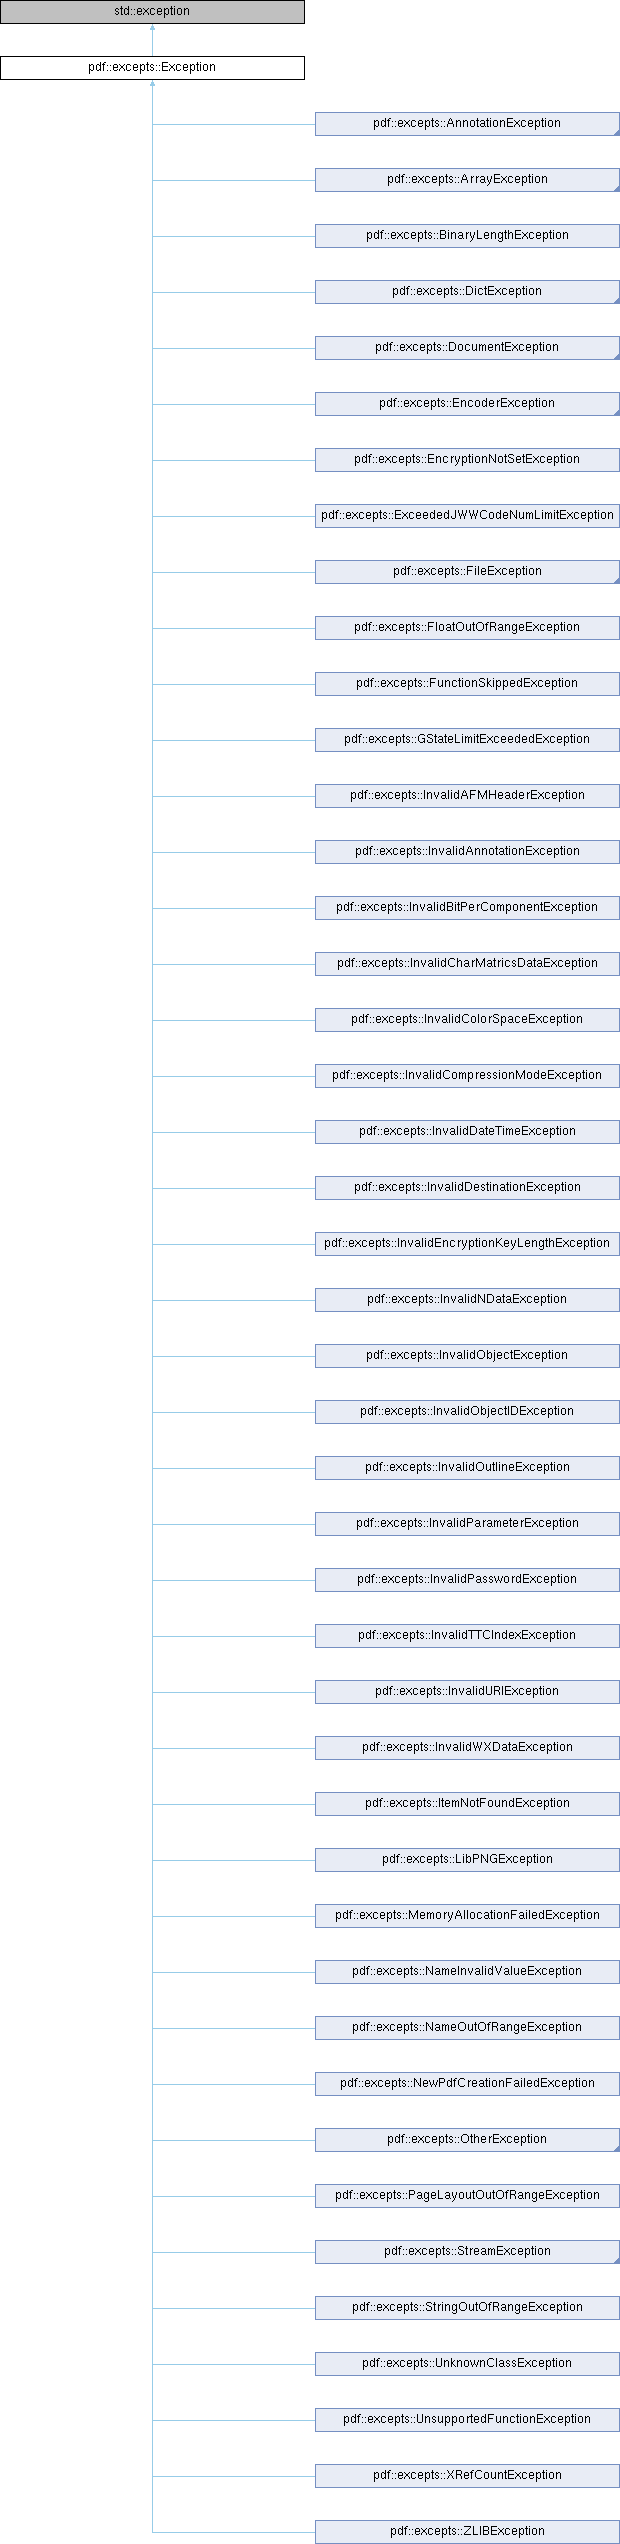 std::exception
pdf::excepts::Exception
pdf::excepts::AnnotationException
pdf::excepts::ArrayException
pdf::excepts::BinaryLengthException
pdf::excepts::DictException
pdf::excepts::DocumentException
pdf::excepts::EncoderException
pdf::excepts::EncryptionNotSetException
pdf::excepts::ExceededJWWCodeNumLimitException
pdf::excepts::FileException
pdf::excepts::FloatOutOfRangeException
pdf::excepts::FunctionSkippedException
pdf::excepts::GStateLimitExceededException
pdf::excepts::InvalidAFMHeaderException
pdf::excepts::InvalidAnnotationException
pdf::excepts::InvalidBitPerComponentException
pdf::excepts::InvalidCharMatricsDataException
pdf::excepts::InvalidColorSpaceException
pdf::excepts::InvalidCompressionModeException
pdf::excepts::InvalidDateTimeException
pdf::excepts::InvalidDestinationException
pdf::excepts::InvalidEncryptionKeyLengthException
pdf::excepts::InvalidNDataException
pdf::excepts::InvalidObjectException
pdf::excepts::InvalidObjectIDException
pdf::excepts::InvalidOutlineException
pdf::excepts::InvalidParameterException
pdf::excepts::InvalidPasswordException
pdf::excepts::InvalidTTCIndexException
pdf::excepts::InvalidURIException
pdf::excepts::InvalidWXDataException
pdf::excepts::ItemNotFoundException
pdf::excepts::LibPNGException
pdf::excepts::MemoryAllocationFailedException
pdf::excepts::NameInvalidValueException
pdf::excepts::NameOutOfRangeException
pdf::excepts::NewPdfCreationFailedException
pdf::excepts::OtherException
pdf::excepts::PageLayoutOutOfRangeException
pdf::excepts::StreamException
pdf::excepts::StringOutOfRangeException
pdf::excepts::UnknownClassException
pdf::excepts::UnsupportedFunctionException
pdf::excepts::XRefCountException
pdf::excepts::ZLIBException